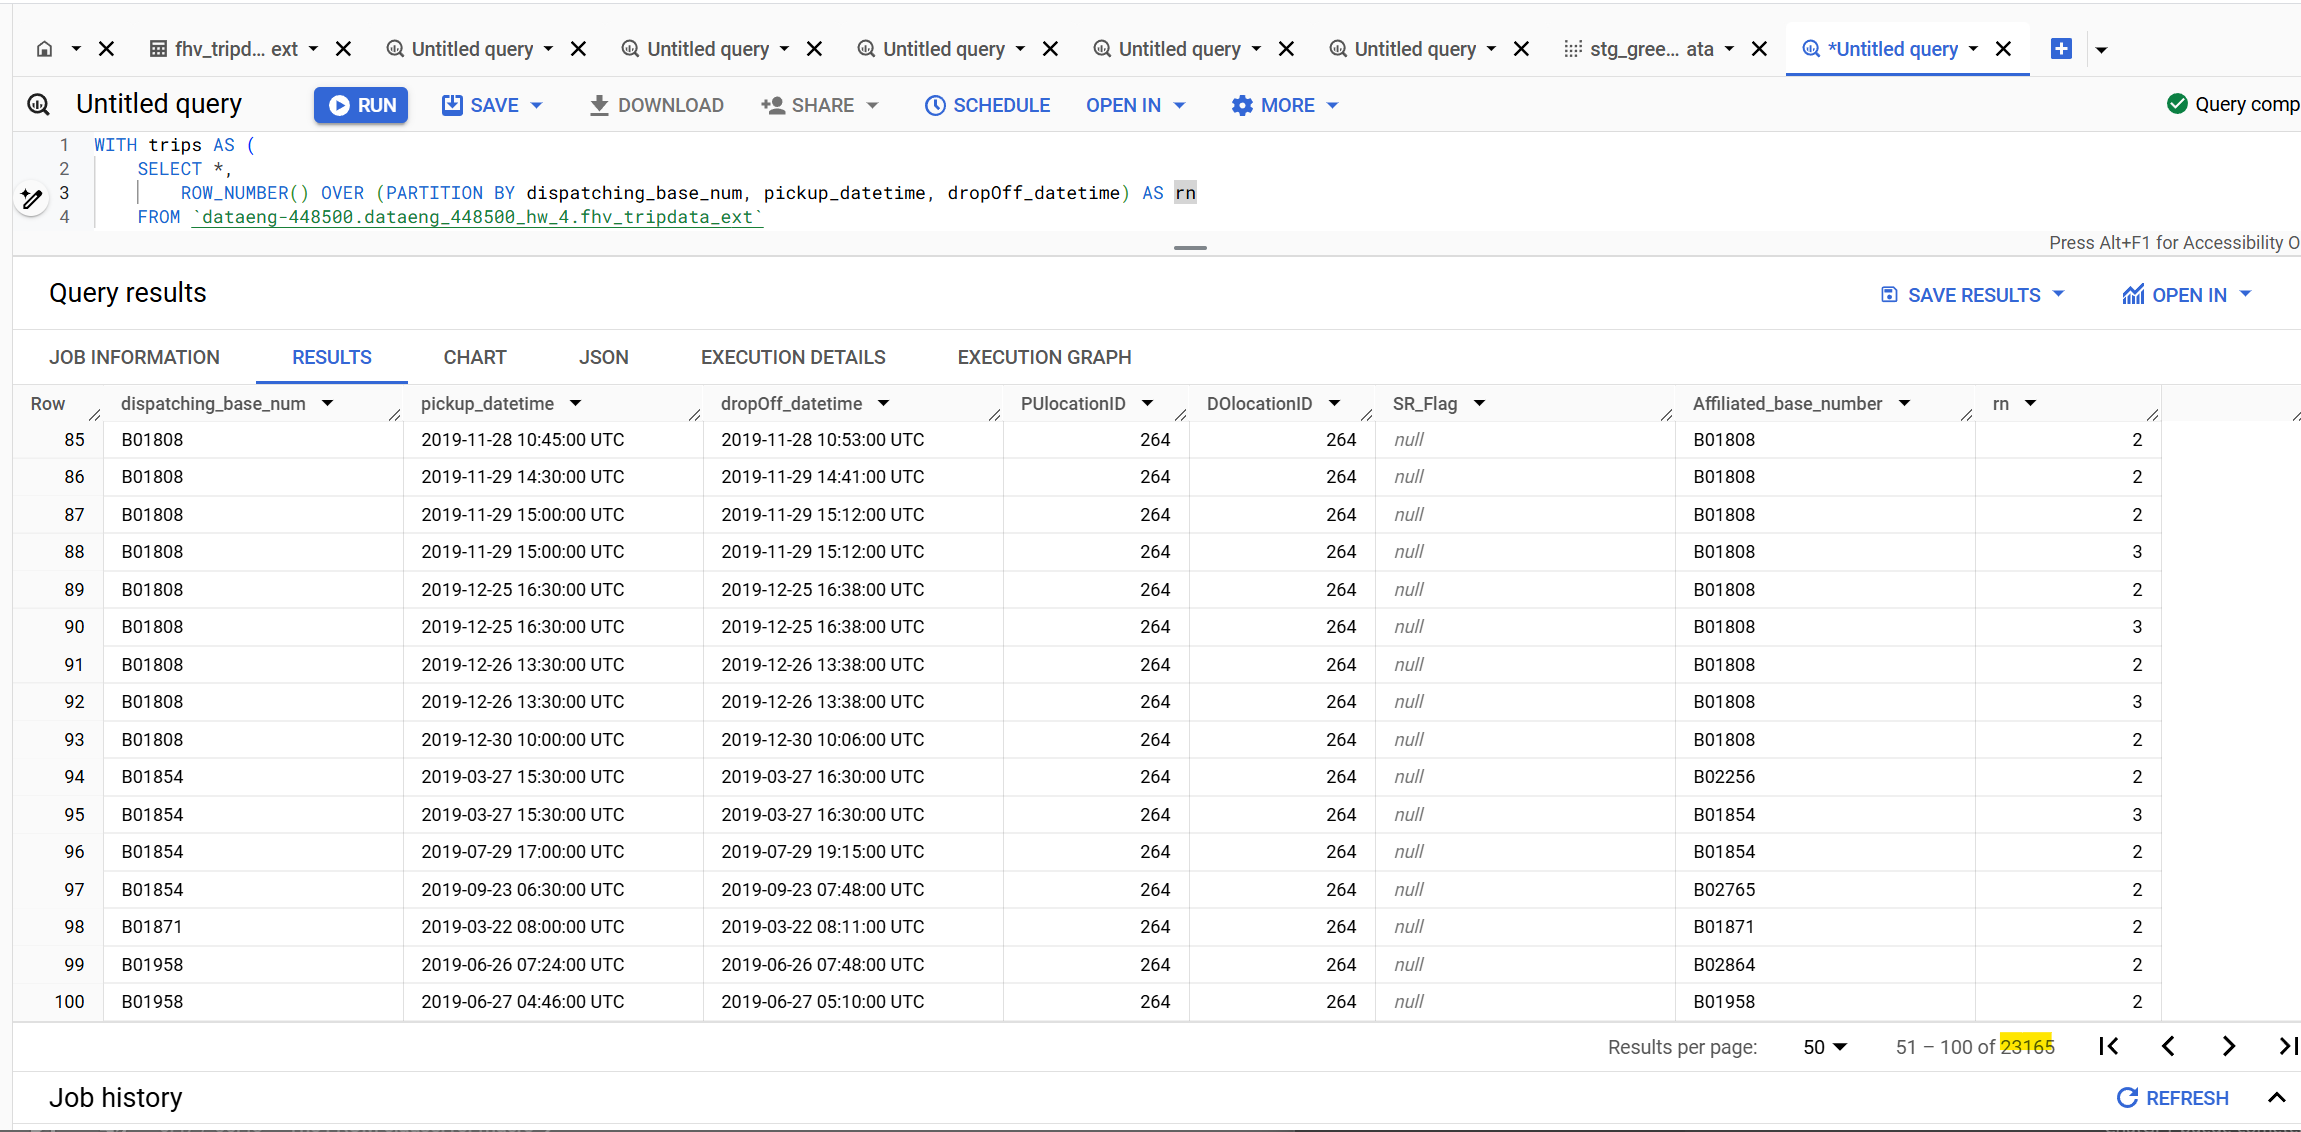 fhv_tripd... ext Untitled query Untitled query Untitled query Untitled query Untitled query stg_gree... ata *Untitled query
Untitled query RUN SAVE DOWNLOAD SHARE SCHEDULE OPEN IN MORE Query comp
1 WITH trips AS (
2 SELECT *,
3 ROW_NUMBER() OVER (PARTITION BY dispatching_base_num, pickup_datetime, dropOff_datetime) AS rn
4 FROM `dataeng-448500.dataeng_448500_hw_4.fhv_tripdata_ext`
Press Alt+F1 for Accessibility O
Query results SAVE RESULTS OPEN IN
JOB INFORMATION RESULTS CHART JSON EXECUTION DETAILS EXECUTION GRAPH
Row dispatching_base_num pickup_datetime dropOff_datetime PUlocationID DOlocationID SR_Flag Affiliated_base_number rn
85 B01808 2019-11-28 10:45:00 UTC 2019-11-28 10:53:00 UTC 264 264 null B01808 2
86 B01808 2019-11-29 14:30:00 UTC 2019-11-29 14:41:00 UTC 264 264 null B01808 2
87 B01808 2019-11-29 15:00:00 UTC 2019-11-29 15:12:00 UTC 264 264 null B01808 2
88 B01808 2019-11-29 15:00:00 UTC 2019-11-29 15:12:00 UTC 264 264 null B01808 3
89 B01808 2019-12-25 16:30:00 UTC 2019-12-25 16:38:00 UTC 264 264 null B01808 2
90 B01808 2019-12-25 16:30:00 UTC 2019-12-25 16:38:00 UTC 264 264 null B01808 3
91 B01808 2019-12-26 13:30:00 UTC 2019-12-26 13:38:00 UTC 264 264 null B01808 2
92 B01808 2019-12-26 13:30:00 UTC 2019-12-26 13:38:00 UTC 264 264 null B01808 3
93 B01808 2019-12-30 10:00:00 UTC 2019-12-30 10:06:00 UTC 264 264 null B01808 2
94 B01854 2019-03-27 15:30:00 UTC 2019-03-27 16:30:00 UTC 264 264 null B02256 2
95 B01854 2019-03-27 15:30:00 UTC 2019-03-27 16:30:00 UTC 264 264 null B01854 3
96 B01854 2019-07-29 17:00:00 UTC 2019-07-29 19:15:00 UTC 264 264 null B01854 2
97 B01854 2019-09-23 06:30:00 UTC 2019-09-23 07:48:00 UTC 264 264 null B02765 2
98 B01871 2019-03-22 08:00:00 UTC 2019-03-22 08:11:00 UTC 264 264 null B01871 2
99 B01958 2019-06-26 07:24:00 UTC 2019-06-26 07:48:00 UTC 264 264 null B02864 2
100 B01958 2019-06-27 04:46:00 UTC 2019-06-27 05:10:00 UTC 264 264 null B01958 2
Results per page: 50 51 – 100 of 23165
Job history REFRESH